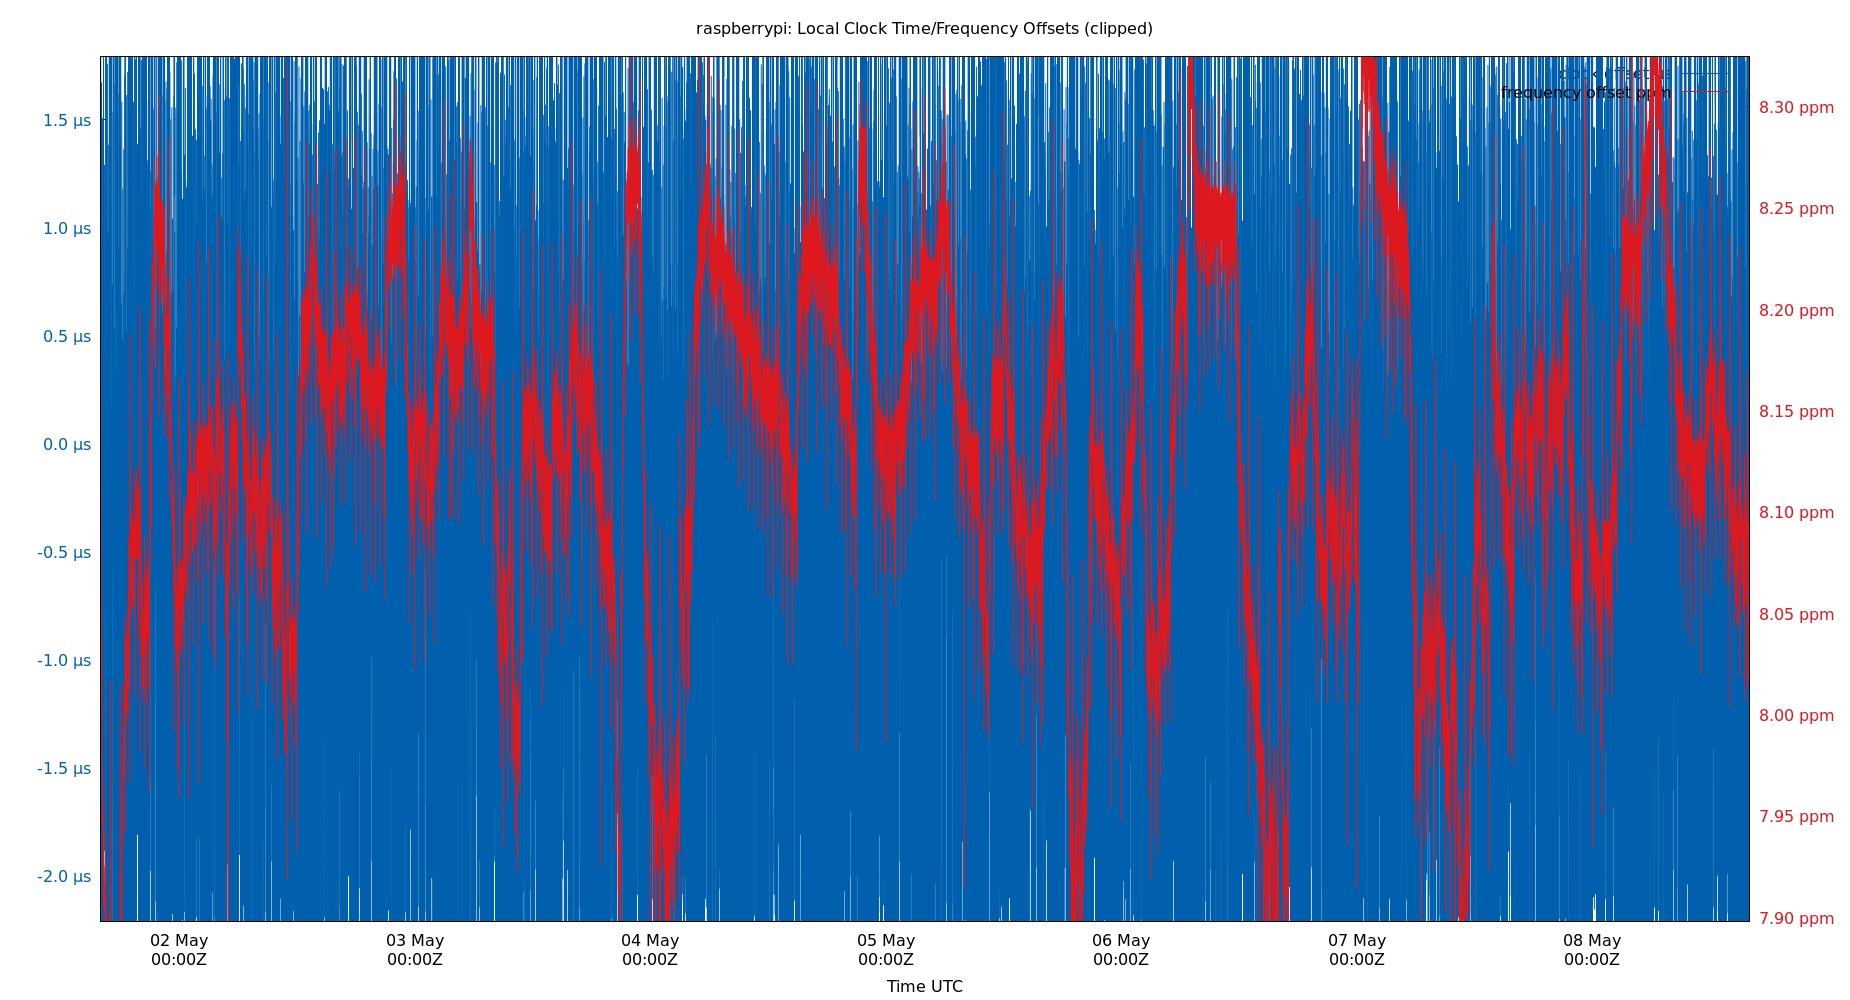 raspberrypi: Local Clock Time/Frequency Offsets (clipped)
clock offset µs
frequency offset ppm
1.5 µs
1.0 µs
0.5 µs
0.0 µs
-0.5 µs
-1.0 µs
-1.5 µs
-2.0 µs
8.30 ppm
8.25 ppm
8.20 ppm
8.15 ppm
8.10 ppm
8.05 ppm
8.00 ppm
7.95 ppm
7.90 ppm
02 May
00:00Z
03 May
00:00Z
04 May
00:00Z
05 May
00:00Z
06 May
00:00Z
07 May
00:00Z
08 May
00:00Z
Time UTC